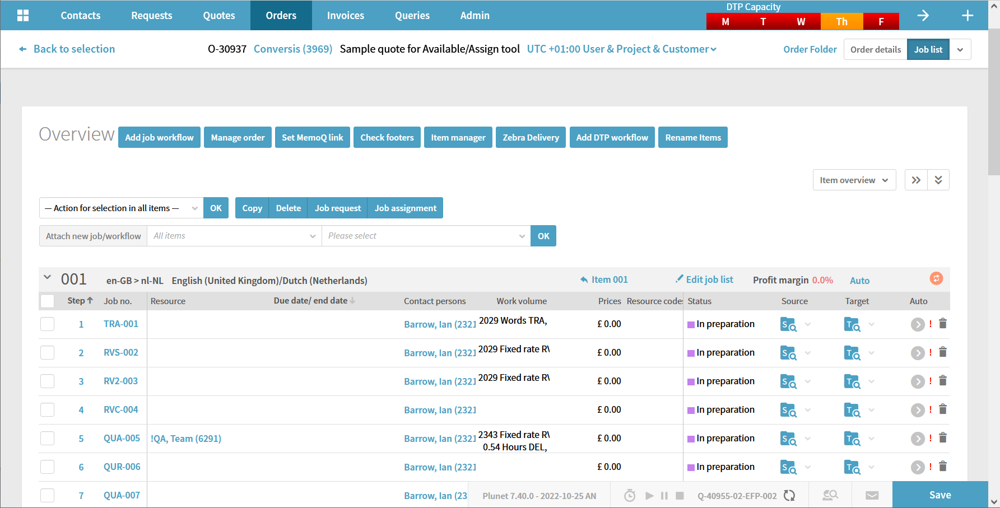 Contacts Requests Quotes Orders Invoices Queries Admin
DTP Capacity
M T W Th F
Back to selection
O-30937 Conversis (3969) Sample quote for Available/Assign tool UTC +01:00 User & Project & Customer
Order Folder Order details Job list
Overview Add job workflow Manage order Set MemoQ link Check footers Item manager Zebra Delivery Add DTP workflow Rename Items
Item overview
— Action for selection in all items — OK Copy Delete Job request Job assignment
Attach new job/workflow All items Please select OK
001 en-GB > nl-NL English (United Kingdom)/Dutch (Netherlands) Item 001 Edit job list Profit margin 0.0% Auto
Step Job no. Resource Due date/ end date Contact persons Work volume Prices Resource codes Status Source Target Auto
1 TRA-001 Barrow, Ian (2321 2029 Words TRA, £ 0.00 In preparation S T !
2 RVS-002 Barrow, Ian (2321 2029 Fixed rate RV £ 0.00 In preparation S T !
3 RV2-003 Barrow, Ian (2321 2029 Fixed rate RV £ 0.00 In preparation S T !
4 RVC-004 Barrow, Ian (2321 £ 0.00 In preparation S T !
5 QUA-005 !QA, Team (6291) Barrow, Ian (2321 2343 Fixed rate RV £ 0.00 In preparation S T !
0.54 Hours DEL,
6 QUR-006 Barrow, Ian (2321 £ 0.00 In preparation S T !
7 QUA-007 Barrow, Ian (23
Plunet 7.40.0 - 2022-10-25 AN Q-40955-02-EFP-002 Save